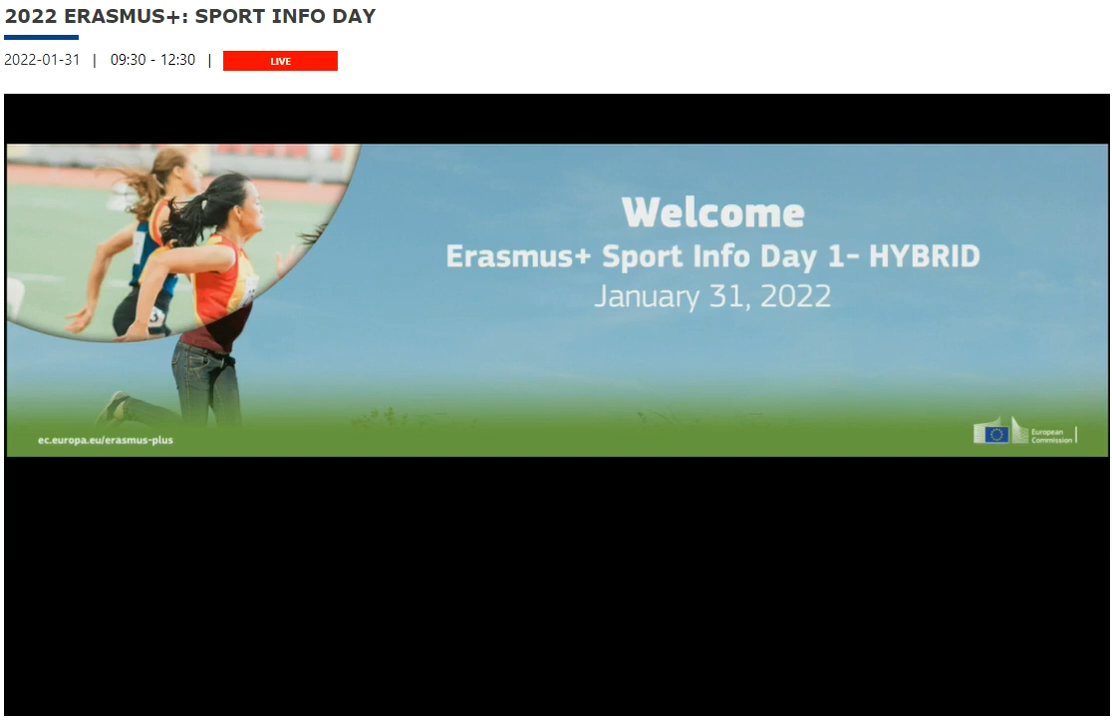 2022 ERASMUS+: SPORT INFO DAY
2022-01-31 | 09:30 - 12:30 | LIVE
Welcome
Erasmus+ Sport Info Day 1- HYBRID
January 31, 2022
3
ec.europa.eu/erasmus-plus
European
Commission